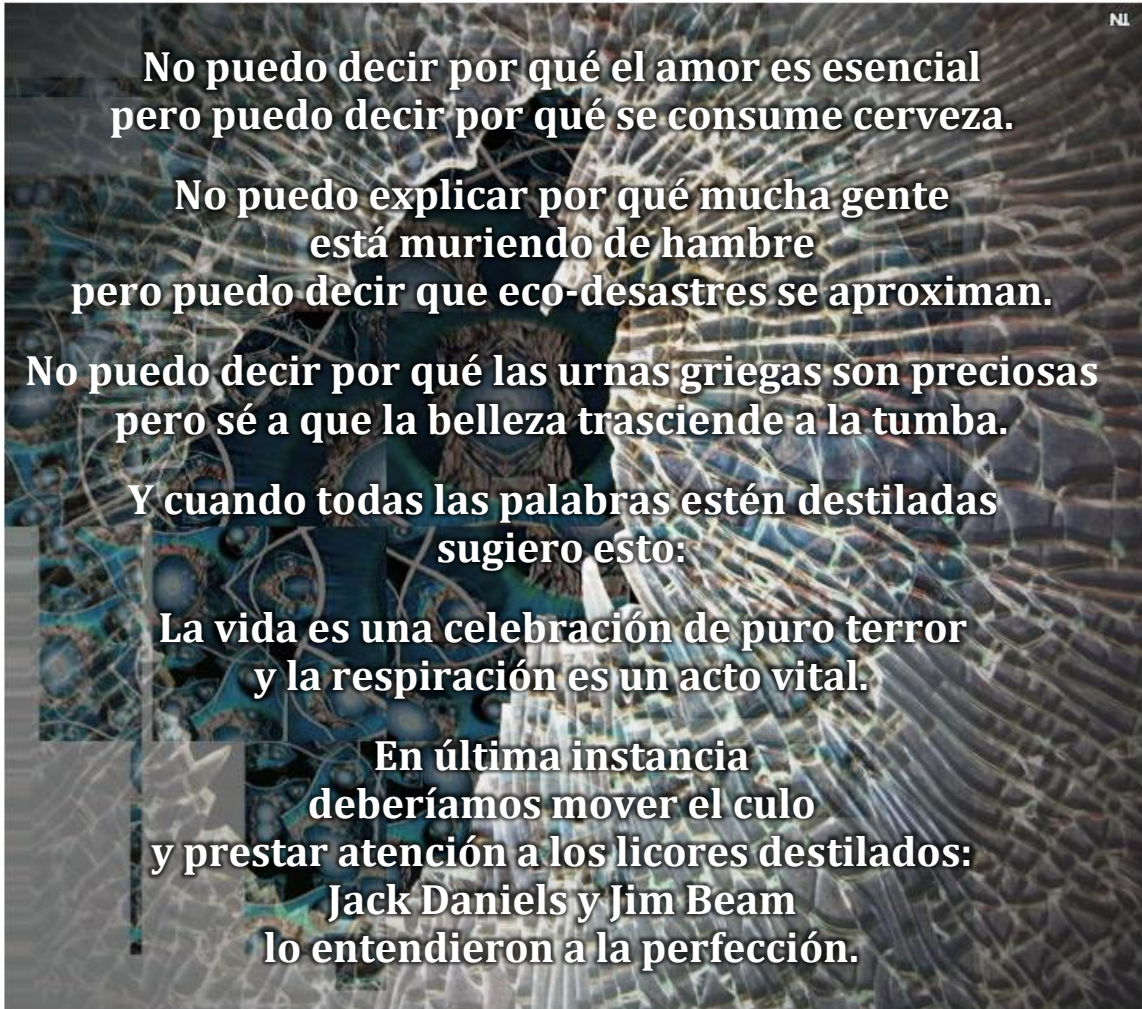 No puedo decir por qué el amor es esencial
pero puedo decir por qué se consume cerveza.
No puedo explicar por qué mucha gente
está muriendo de hambre
pero puedo decir que eco-desastres se aproximan.
No puedo decir por qué las urnas griegas son preciosas
pero sé a que la belleza trasciende a la tumba.
Y cuando todas las palabras estén destiladas
sugiero esto:
La vida es una celebración de puro terror
y la respiración es un acto vital.
En última instancia
deberíamos mover el culo
y prestar atención a los licores destilados:
Jack Daniels y Jim Beam
lo entendieron a la perfección.